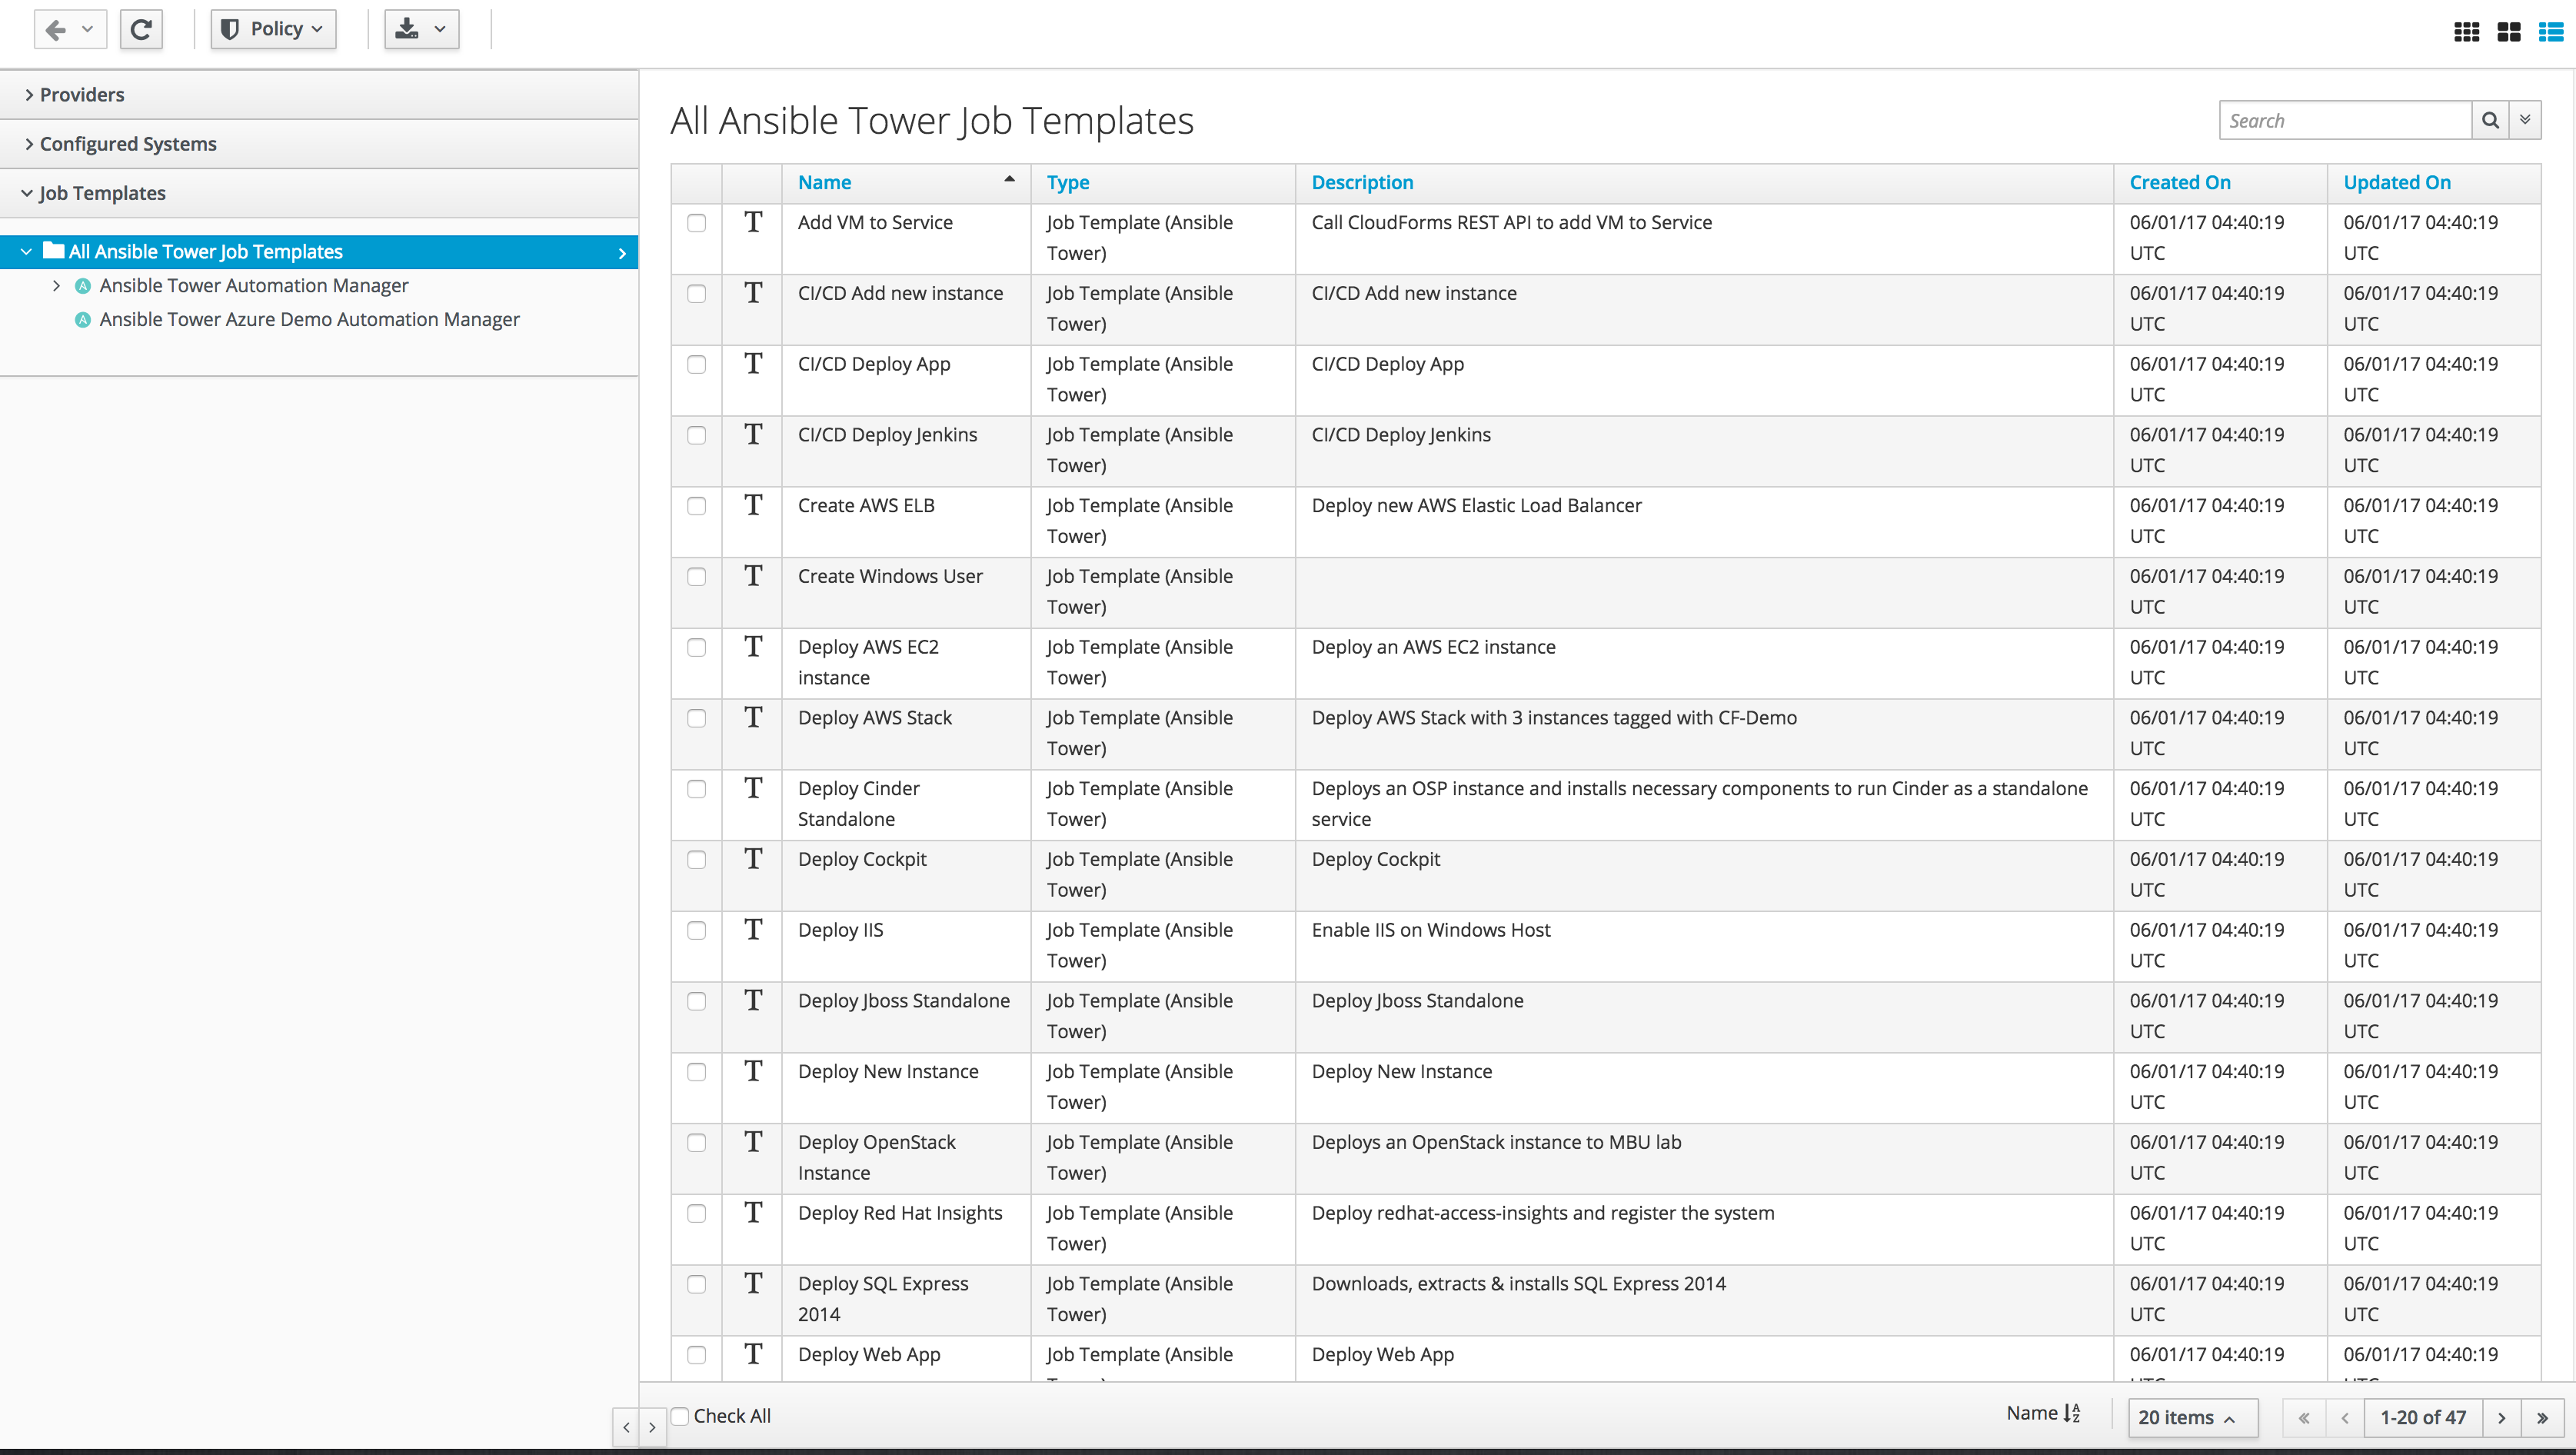 Policy
Providers
Configured Systems
Job Templates
All Ansible Tower Job Templates
Ansible Tower Automation Manager
Ansible Tower Azure Demo Automation Manager
All Ansible Tower Job Templates
Search
Name Type Description Created On Updated On
Add VM to Service Job Template (Ansible Call CloudForms REST API to add VM to Service 06/01/17 04:40:19 06/01/17 04:40:19
Tower) UTC UTC
CI/CD Add new instance Job Template (Ansible CI/CD Add new instance 06/01/17 04:40:19 06/01/17 04:40:19
Tower) UTC UTC
CI/CD Deploy App Job Template (Ansible CI/CD Deploy App 06/01/17 04:40:19 06/01/17 04:40:19
Tower) UTC UTC
CI/CD Deploy Jenkins Job Template (Ansible CI/CD Deploy Jenkins 06/01/17 04:40:19 06/01/17 04:40:19
Tower) UTC UTC
Create AWS ELB Job Template (Ansible Deploy new AWS Elastic Load Balancer 06/01/17 04:40:19 06/01/17 04:40:19
Tower) UTC UTC
Create Windows User Job Template (Ansible 06/01/17 04:40:19 06/01/17 04:40:19
Tower) UTC UTC
Deploy AWS EC2 Job Template (Ansible Deploy an AWS EC2 instance 06/01/17 04:40:19 06/01/17 04:40:19
instance Tower) UTC UTC
Deploy AWS Stack Job Template (Ansible Deploy AWS Stack with 3 instances tagged with CF-Demo 06/01/17 04:40:19 06/01/17 04:40:19
Tower) UTC UTC
Deploy Cinder Job Template (Ansible Deploys an OSP instance and installs necessary components to run Cinder as a standalone 06/01/17 04:40:19 06/01/17 04:40:19
Standalone Tower) service UTC UTC
Deploy Cockpit Job Template (Ansible Deploy Cockpit 06/01/17 04:40:19 06/01/17 04:40:19
Tower) UTC UTC
Deploy IIS Job Template (Ansible Enable IIS on Windows Host 06/01/17 04:40:19 06/01/17 04:40:19
Tower) UTC UTC
Deploy Jboss Standalone Job Template (Ansible Deploy Jboss Standalone 06/01/17 04:40:19 06/01/17 04:40:19
Tower) UTC UTC
Deploy New Instance Job Template (Ansible Deploy New Instance 06/01/17 04:40:19 06/01/17 04:40:19
Tower) UTC UTC
Deploy OpenStack Job Template (Ansible Deploys an OpenStack instance to MBU lab 06/01/17 04:40:19 06/01/17 04:40:19
Instance Tower) UTC UTC
Deploy Red Hat Insights Job Template (Ansible Deploy redhat-access-insights and register the system 06/01/17 04:40:19 06/01/17 04:40:19
Tower) UTC UTC
Deploy SQL Express Job Template (Ansible Downloads, extracts & installs SQL Express 2014 06/01/17 04:40:19 06/01/17 04:40:19
2014 Tower) UTC UTC
Deploy Web App Job Template (Ansible Deploy Web App 06/01/17 04:40:19 06/01/17 04:40:19
Check All Name 20 items 1-20 of 47